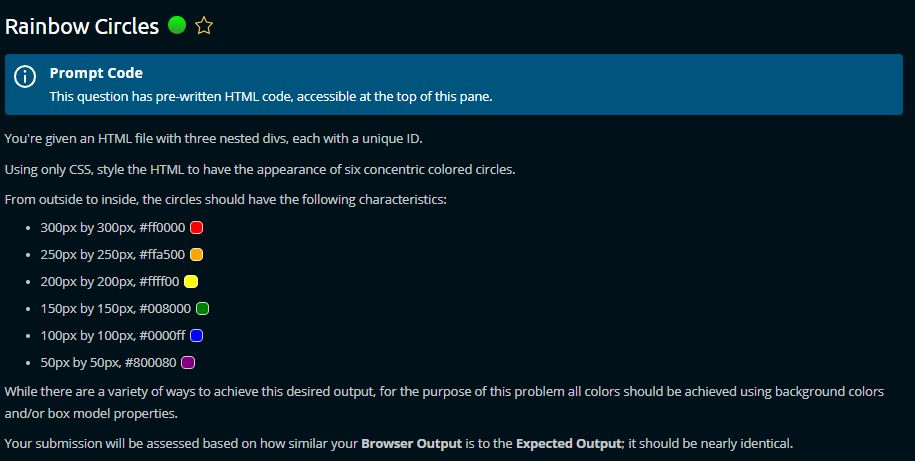 Rainbow Circles
Prompt Code
This question has pre-written HTML code, accessible at the top of this pane.
You're given an HTML file with three nested divs, each with a unique ID.
Using only CSS, style the HTML to have the appearance of six concentric colored circles.
From outside to inside, the circles should have the following characteristics:
• 300px by 300px, #ff0000
• 250px by 250px, #ffa500
• 200px by 200px, #ffff00
• 150px by 150px, #008000
• 100px by 100px, #0000ff
• 50px by 50px, #800080
While there are a variety of ways to achieve this desired output, for the purpose of this problem all colors should be achieved using background colors
and/or box model properties.
Your submission will be assessed based on how similar your Browser Output is to the Expected Output; it should be nearly identical.